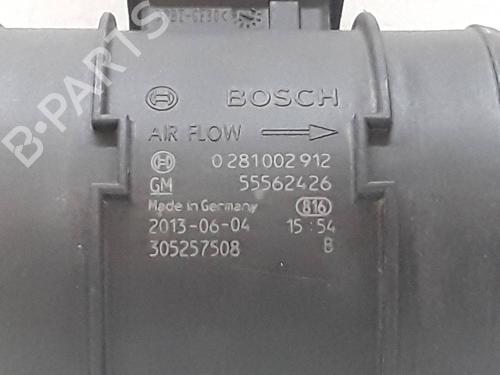 BOSCH
AIR FLOW
0 281 002 912
GM 55562426
Made in Germany 816
2013-06-04 15:54
305257508 B
B-PARTS